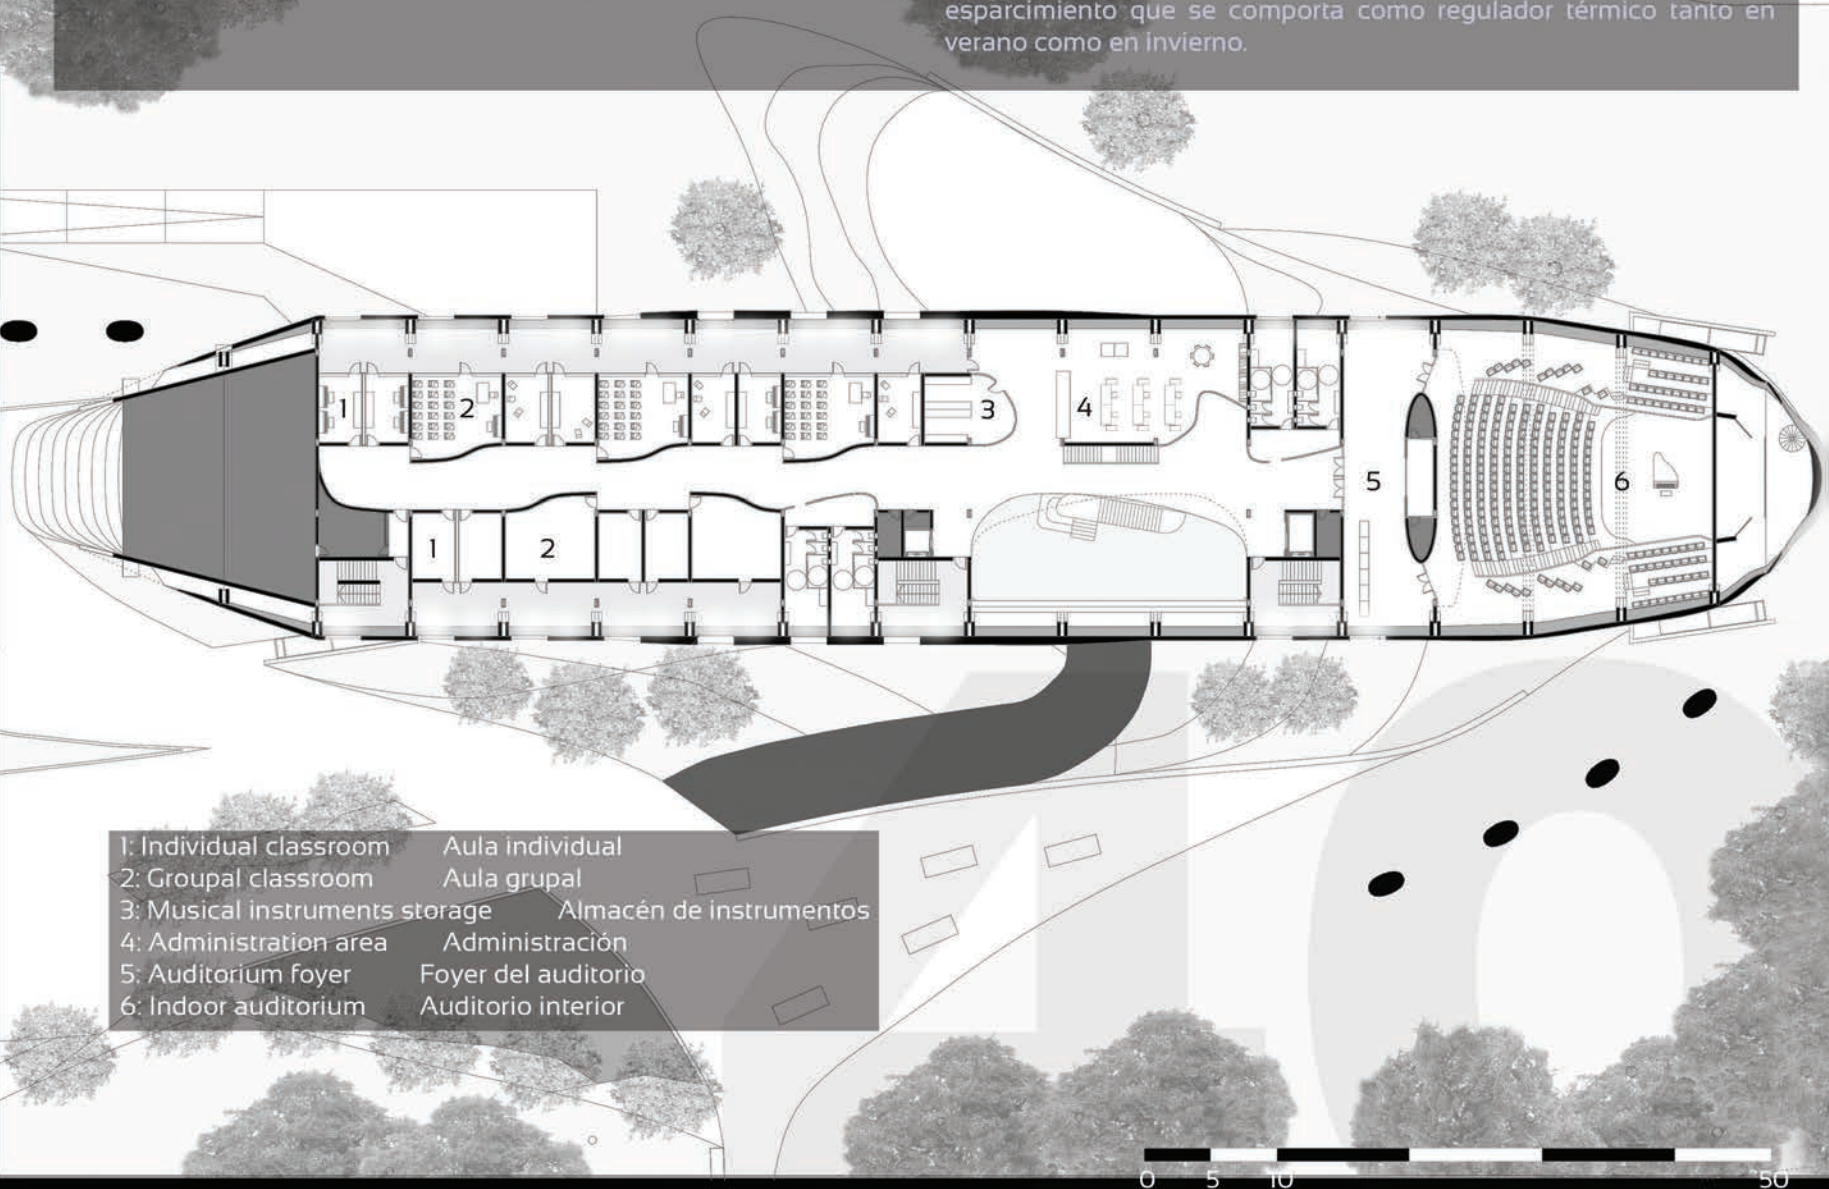 esparcimiento que se comporta como regulador térmico tanto en
verano como en invierno.
1 2 3 4
5 6
1 2
40
1: Individual classroom Aula individual
2: Groupal classroom Aula grupal
3: Musical instruments storage Almacén de instrumentos
4: Administration area Administración
5: Auditorium foyer Foyer del auditorio
6: Indoor auditorium Auditorio interior
0 5 10 50